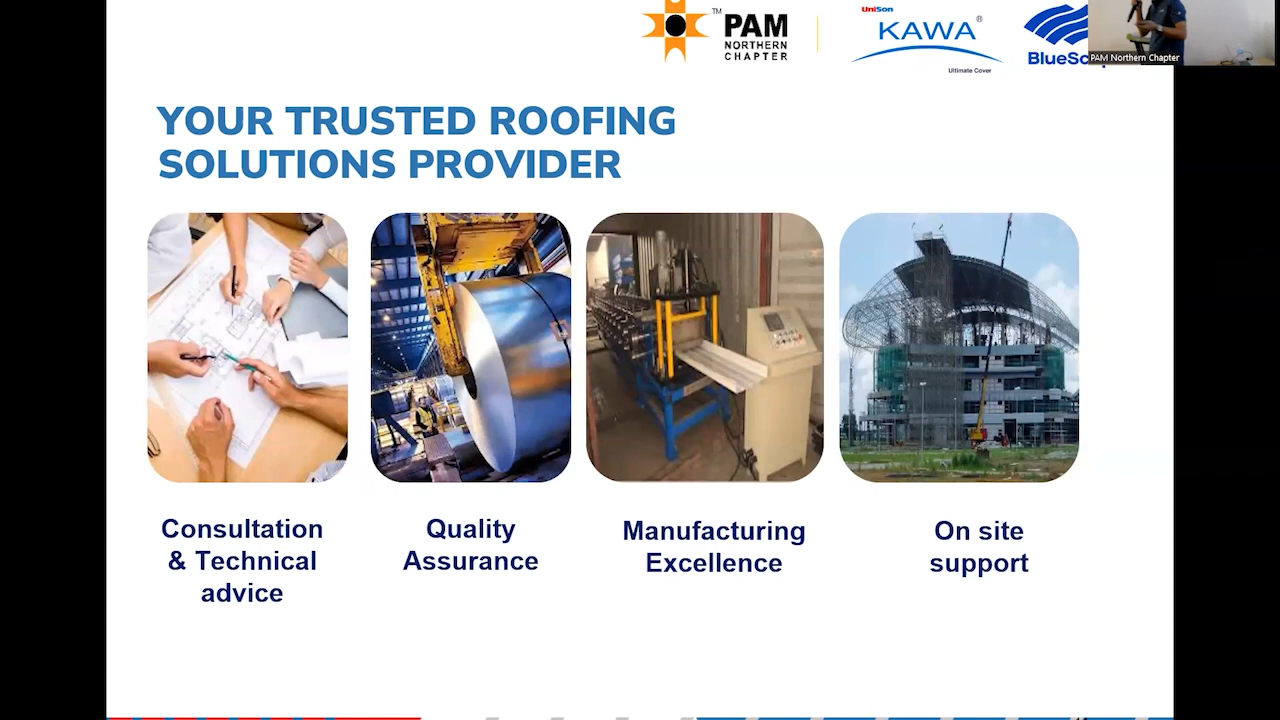 TM
PAM
NORTHERN
CHAPTER
UniSon
KAWA®
Ultimate Cover
PAM Northern Chapter
YOUR TRUSTED ROOFING
SOLUTIONS PROVIDER
Consultation
& Technical
advice
Quality
Assurance
Manufacturing
Excellence
On site
support